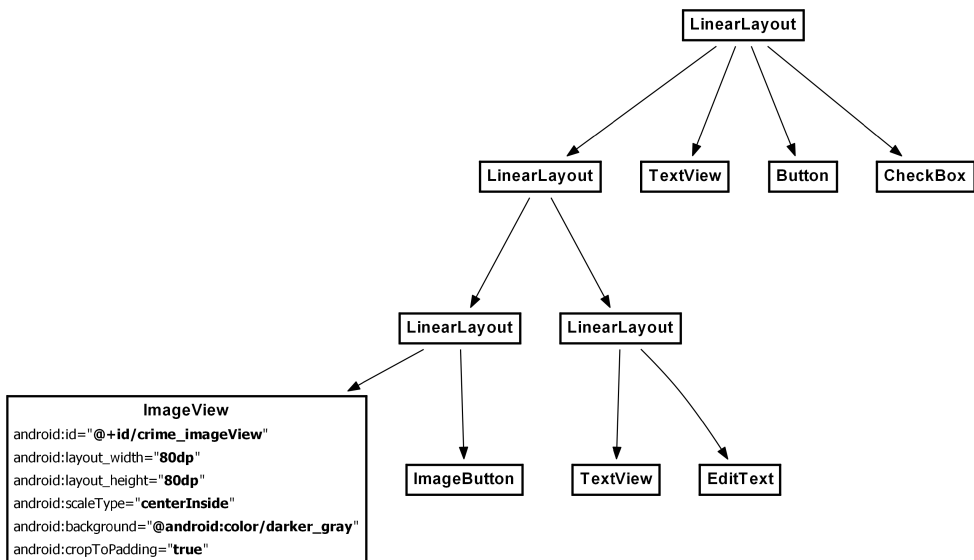 LinearLayout
LinearLayout
TextView
Button
CheckBox
LinearLayout
LinearLayout
ImageView
android:id="@+id/crime_imageView"
android:layout_width="80dp"
android:layout_height="80dp"
android:scaleType="centerInside"
android:background="@android:color/darker_gray"
android:cropToPadding="true"
ImageButton
TextView
EditText